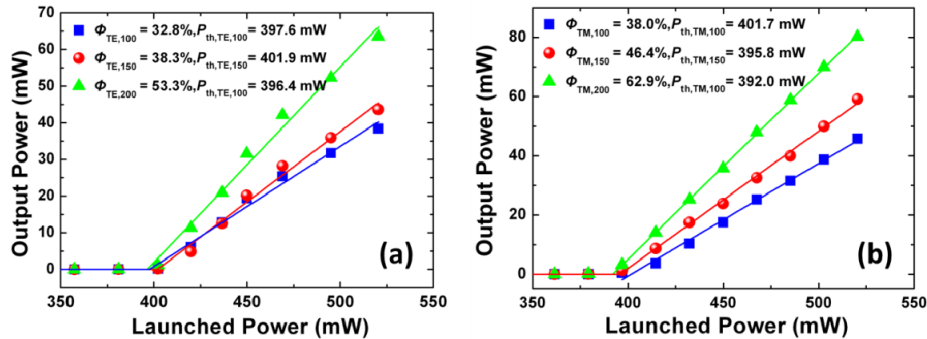 70
60
50
40
30
20
10
0
Output Power (mW)
Φ_TE,100 = 32.8%,P_th,TE,100 = 397.6 mW
Φ_TE,150 = 38.3%,P_th,TE,150 = 401.9 mW
Φ_TE,200 = 53.3%,P_th,TE,100 = 396.4 mW
(a)
350 400 450 500 550
Launched Power (mW)
80
60
40
20
0
Output Power (mW)
Φ_TM,100 = 38.0%,P_th,TM,100 = 401.7 mW
Φ_TM,150 = 46.4%,P_th,TM,150 = 395.8 mW
Φ_TM,200 = 62.9%,P_th,TM,100 = 392.0 mW
(b)
350 400 450 500 550
Launched Power (mW)